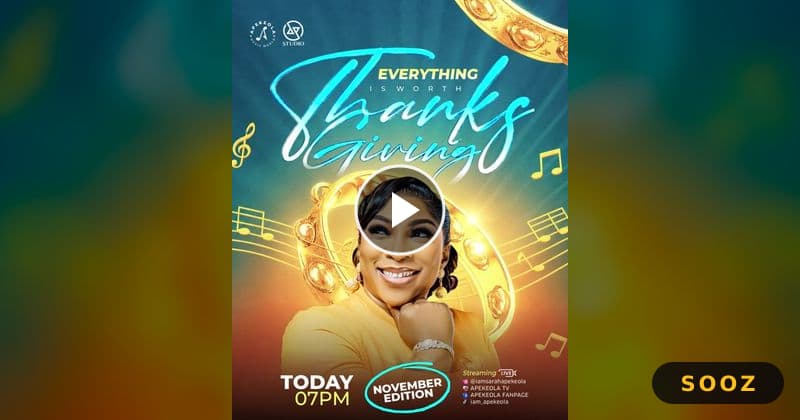 APEKEOLA
STUDIO
EVERYTHING
IS WORTH
Thanks
Giving
TODAY
07PM
NOVEMBER
EDITION
Streaming LIVE
@iamsarahapekeola
APEKEOLA TV
APEKEOLA FANPAGE
iam_apekeola
SOOZ